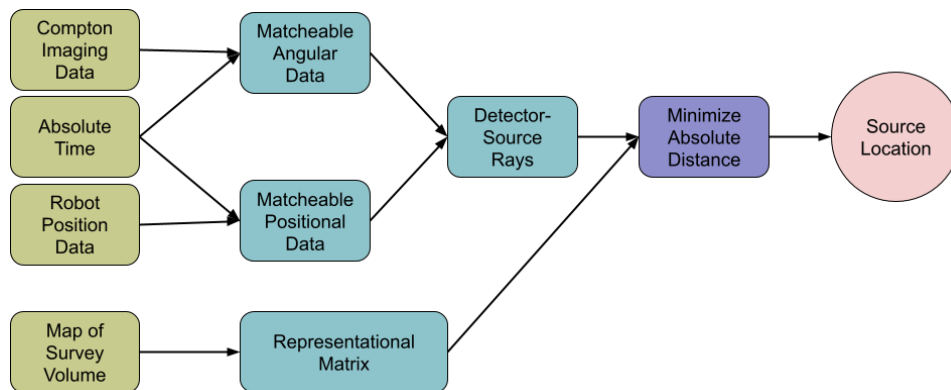 Compton
Imaging
Data
Matcheable
Angular
Data
Absolute
Time
Detector-
Source
Rays
Minimize
Absolute
Distance
Source
Location
Robot
Position
Data
Matcheable
Positional
Data
Map of
Survey
Volume
Representational
Matrix